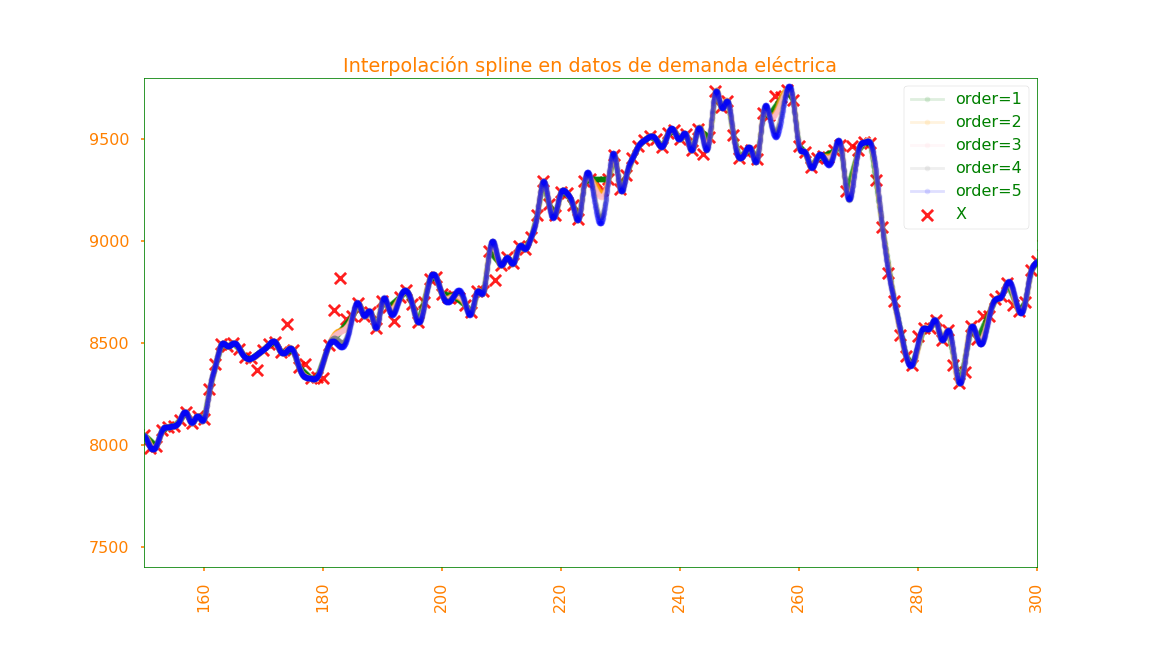 Interpolación spline en datos de demanda eléctrica
order=1
order=2
order=3
order=4
order=5
X
9500
9000
8500
8000
7500
160
180
200
220
240
260
280
300